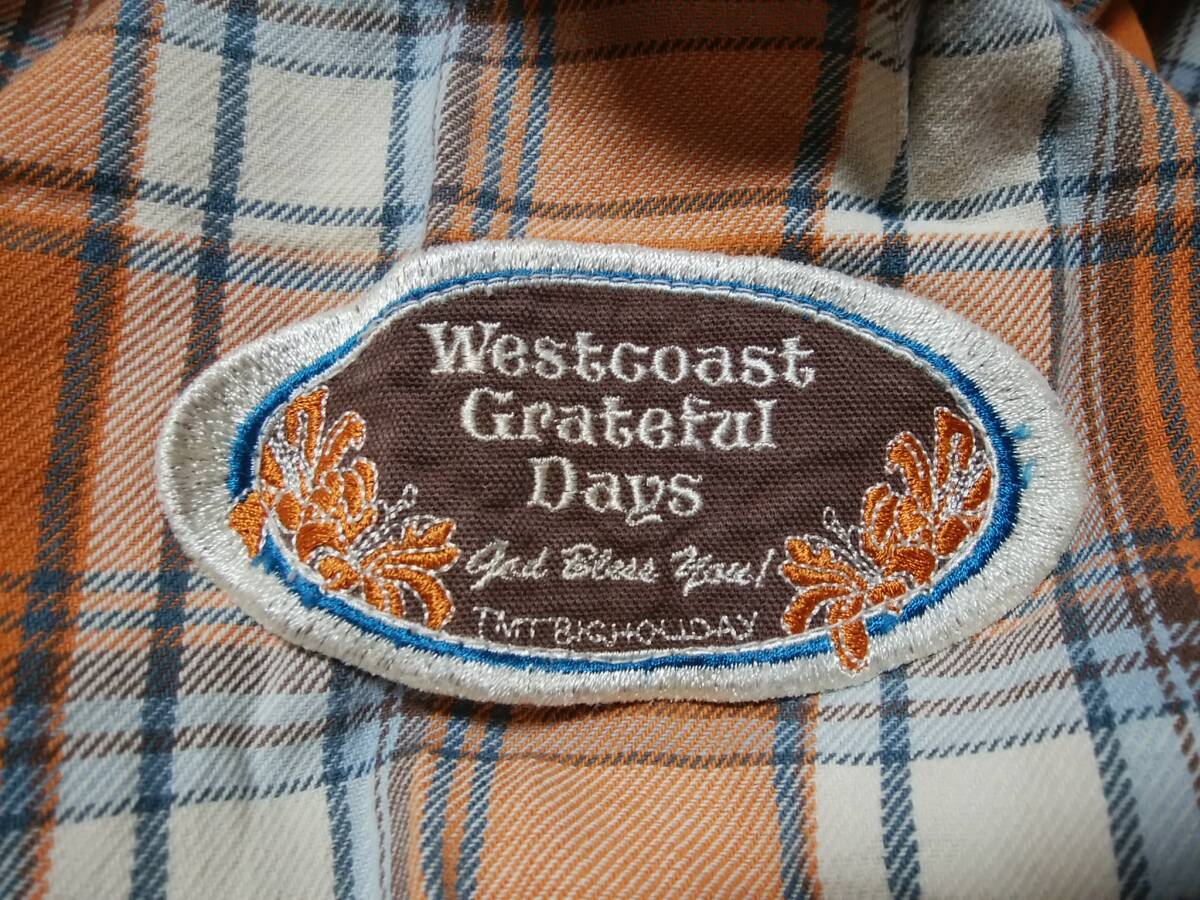 Westcoast
Grateful
Days
God Bless You!
TMT BIGHOLIDAY